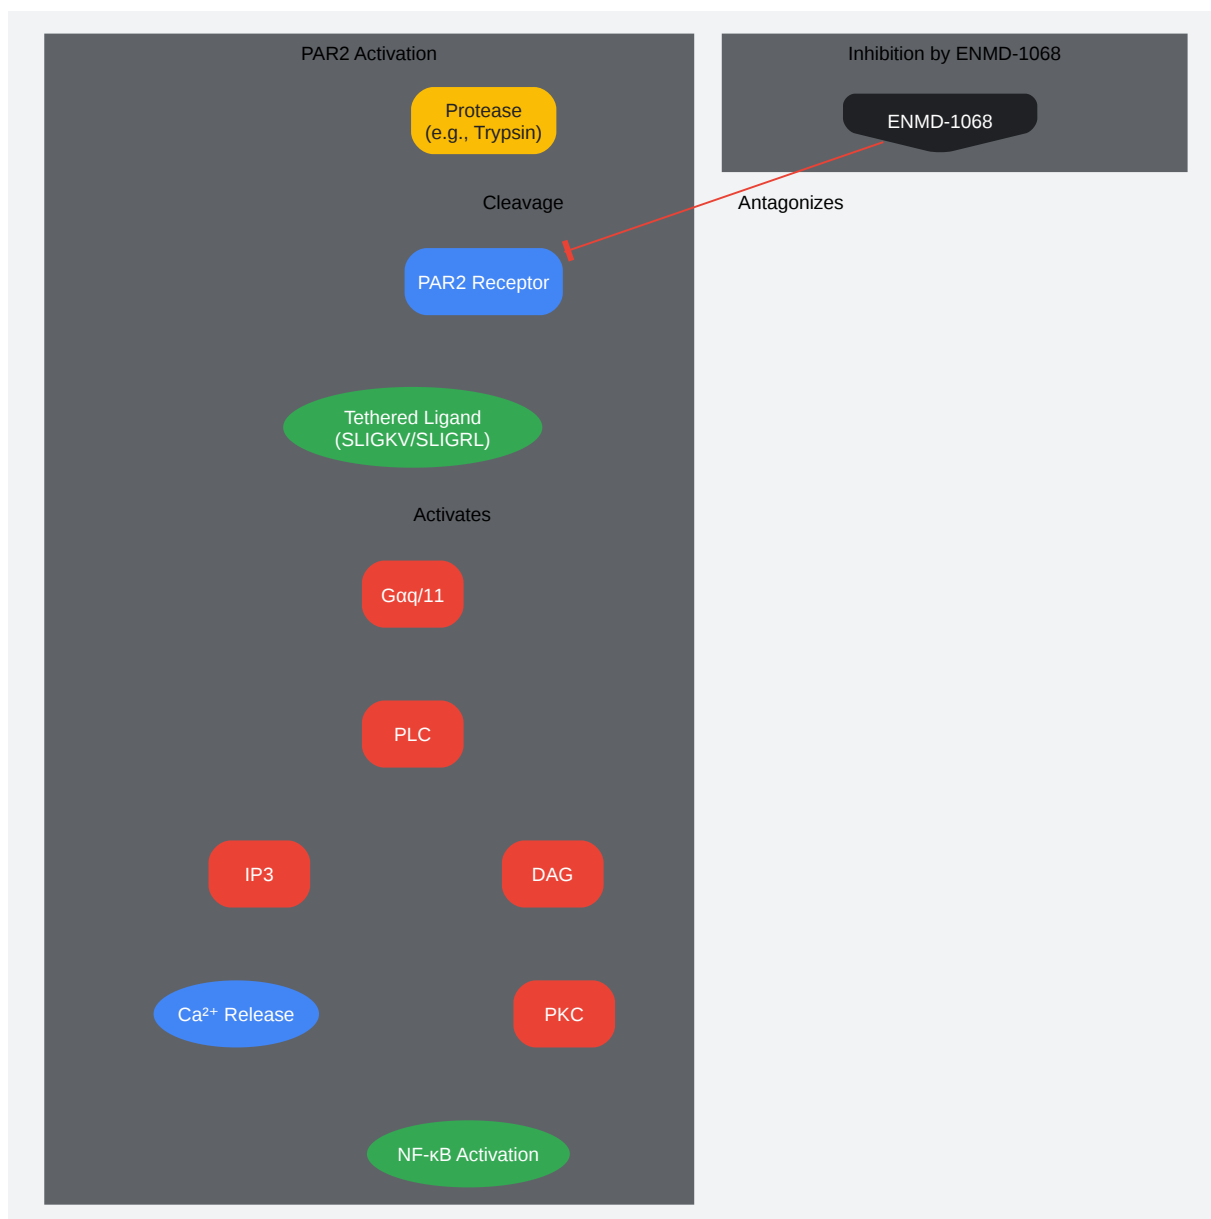 PAR2 Activation
Inhibition by ENMD-1068
Protease
(e.g., Trypsin)
ENMD-1068
Cleavage
Antagonizes
PAR2 Receptor
Tethered Ligand
(SLIGKV/SLIGRL)
Activates
Gαq/11
PLC
IP3
DAG
Ca²⁺ Release
PKC
NF-κB Activation